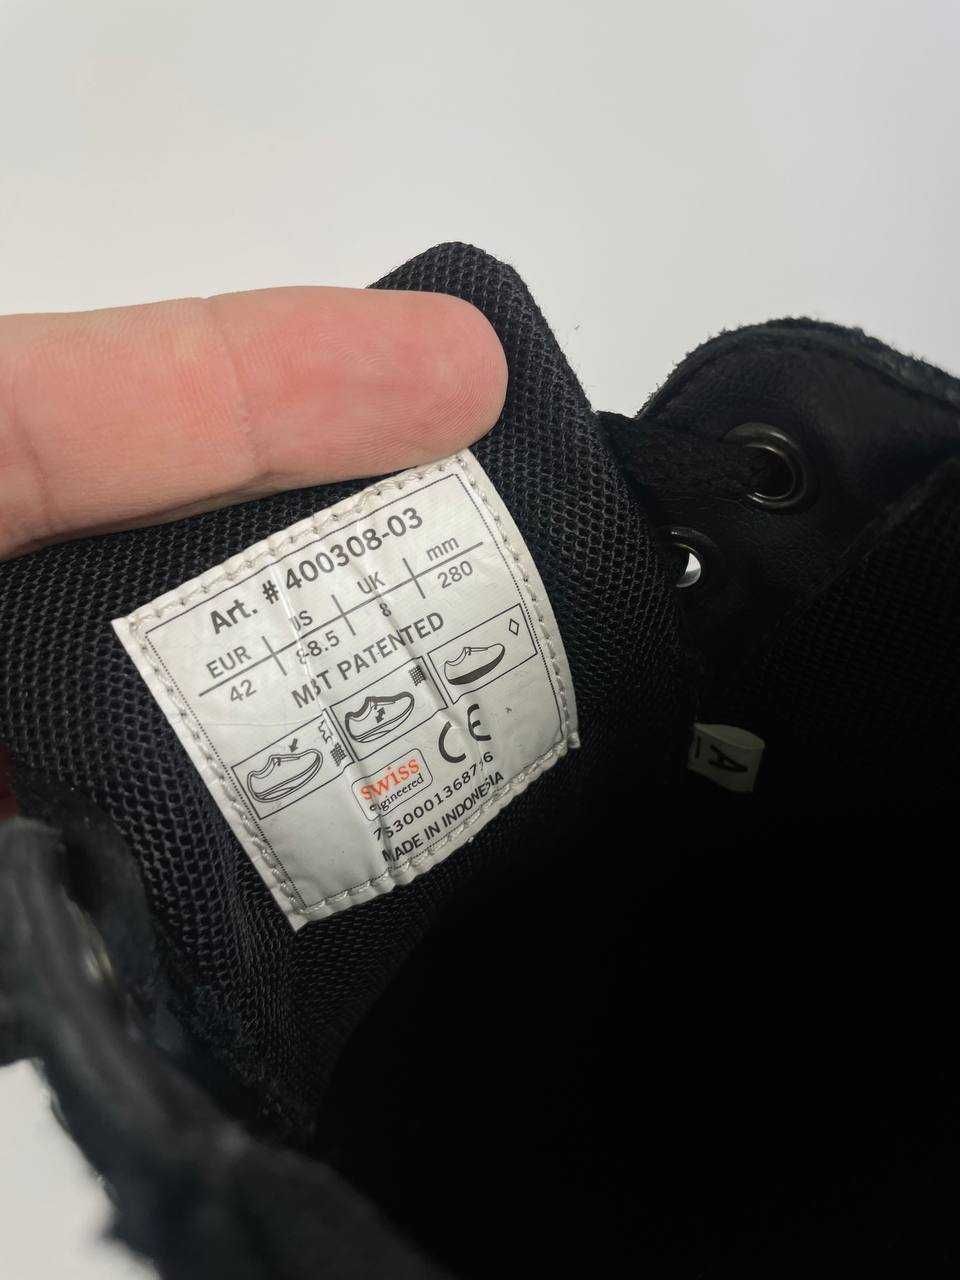 Art. # 400308-03
EUR US UK mm
42 8-8.5 8 280
MBT PATENTED
CE
swiss
engineered
MADE IN INDONESIA
A